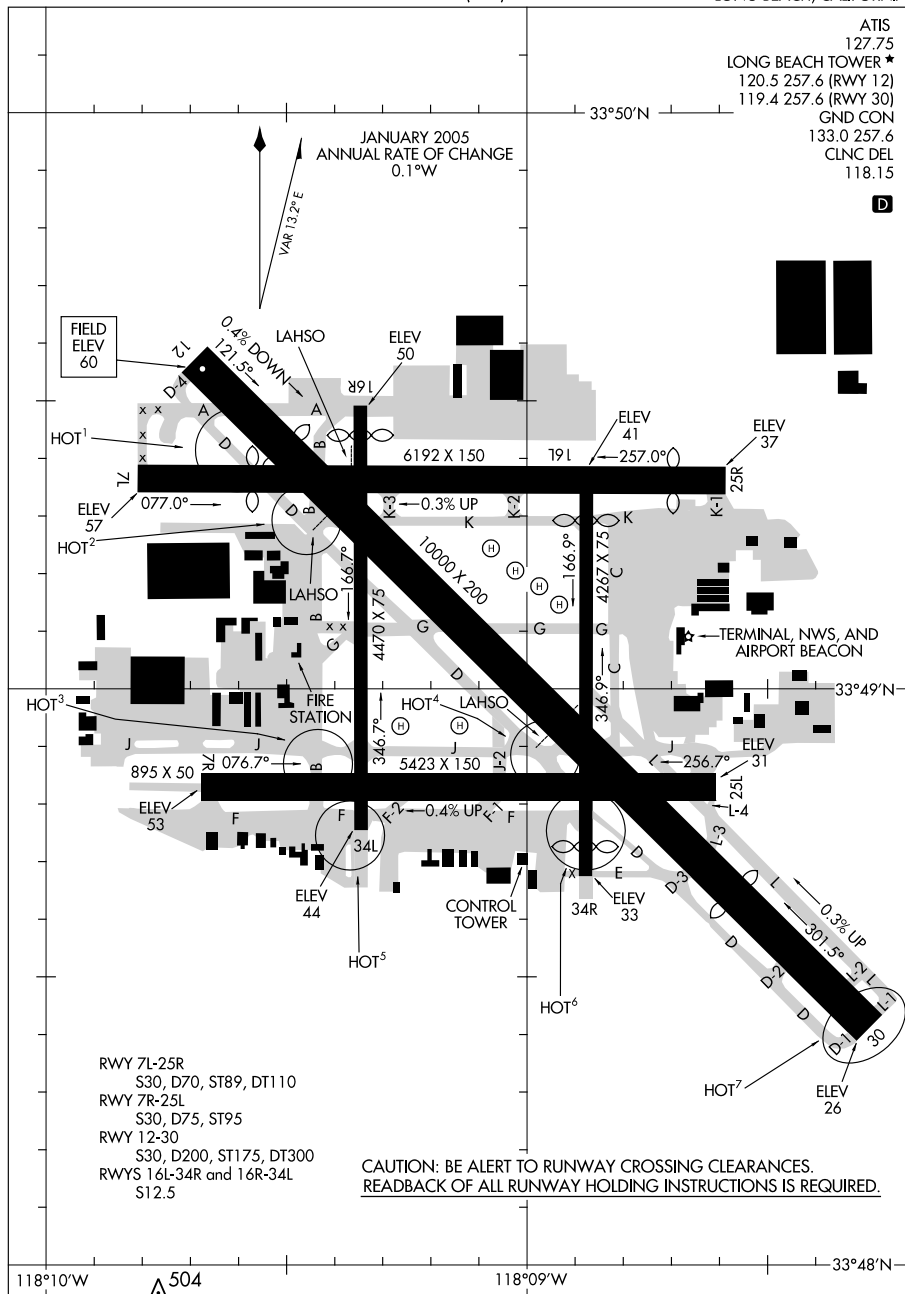 ATIS
127.75
LONG BEACH TOWER ★
120.5 257.6 (RWY 12)
119.4 257.6 (RWY 30)
GND CON
133.0 257.6
CLNC DEL
118.15
D
33°50'N
JANUARY 2005
ANNUAL RATE OF CHANGE
0.1°W
VAR 13.2° E
FIELD
ELEV
60
12
D-4
0.4% DOWN
121.5°
LAHSO
ELEV
50
16R
x x
x
x
A
A
HOT1
D
B
7L
6192 X 150
16L
ELEV
41
257.0°
ELEV
37
25R
ELEV
57
077.0°
K-3
0.3% UP
K-2
K-1
K
K
HOT2
D
B
LAHSO
166.7°
10000 X 200
H
H
H
H
166.9°
4267 X 75
C
B
x x
G
4470 X 75
G
G
G
C
TERMINAL, NWS, AND
AIRPORT BEACON
FIRE
STATION
D
33°49'N
HOT3
346.7°
H
H
HOT4
LAHSO
346.9°
J
J
J
J
J-2
L
7R
895 X 50
076.7°
B
5423 X 150
256.7°
25L
ELEV
31
ELEV
53
F
F
F-2
0.4% UP
F-1
F
L-4
L-3
34L
ELEV
44
HOT5
CONTROL
TOWER
x
E
34R
ELEV
33
HOT6
D
D-3
D
D-2
D
D-1
L
0.3% UP
301.5°
L-2
L
L-1
30
HOT7
ELEV
26
RWY 7L-25R
S30, D70, ST89, DT110
RWY 7R-25L
S30, D75, ST95
RWY 12-30
S30, D200, ST175, DT300
RWYS 16L-34R and 16R-34L
S12.5
CAUTION: BE ALERT TO RUNWAY CROSSING CLEARANCES.
READBACK OF ALL RUNWAY HOLDING INSTRUCTIONS IS REQUIRED.
118°10'W
504
118°09'W
33°48'N